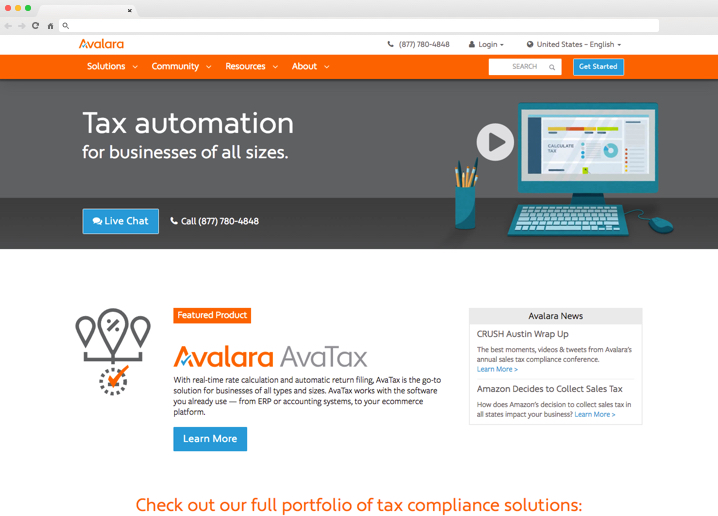 Avalara
(877) 780-4848
Login
United States - English
Solutions
Community
Resources
About
SEARCH
Get Started
Tax automation
for businesses of all sizes.
CALCULATE
TAX
Live Chat
Call (877) 780-4848
Featured Product
Avalara AvaTax
With real-time rate calculation and automatic return filing, AvaTax is the go-to
solution for businesses of all types and sizes. AvaTax works with the software
you already use — from ERP or accounting systems, to your ecommerce
platform.
Learn More
Avalara News
CRUSH Austin Wrap Up
The best moments, videos & tweets from Avalara's
annual sales tax compliance conference.
Learn More >
Amazon Decides to Collect Sales Tax
How does Amazon's decision to collect sales tax in
all states impact your business? Learn More >
Check out our full portfolio of tax compliance solutions: